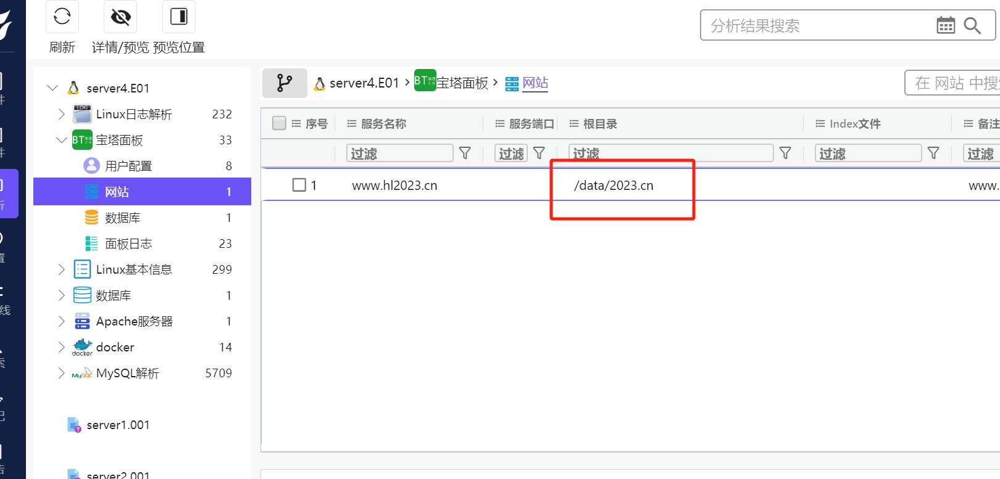 刷新 详情/预览 预览位置
分析结果搜索
server4.E01
Linux日志解析 232
宝塔面板 33
用户配置 8
网站 1
数据库 1
面板日志 23
Linux基本信息 299
数据库 1
Apache服务器 1
docker 14
MySQL解析 5709
server1.001
server2.001
server4.E01 > 宝塔面板 > 网站
在 网站 中搜
序号 服务名称 服务端口 根目录 Index文件 备注
过滤 过滤 过滤 过滤 过滤
1 www.hl2023.cn /data/2023.cn www.